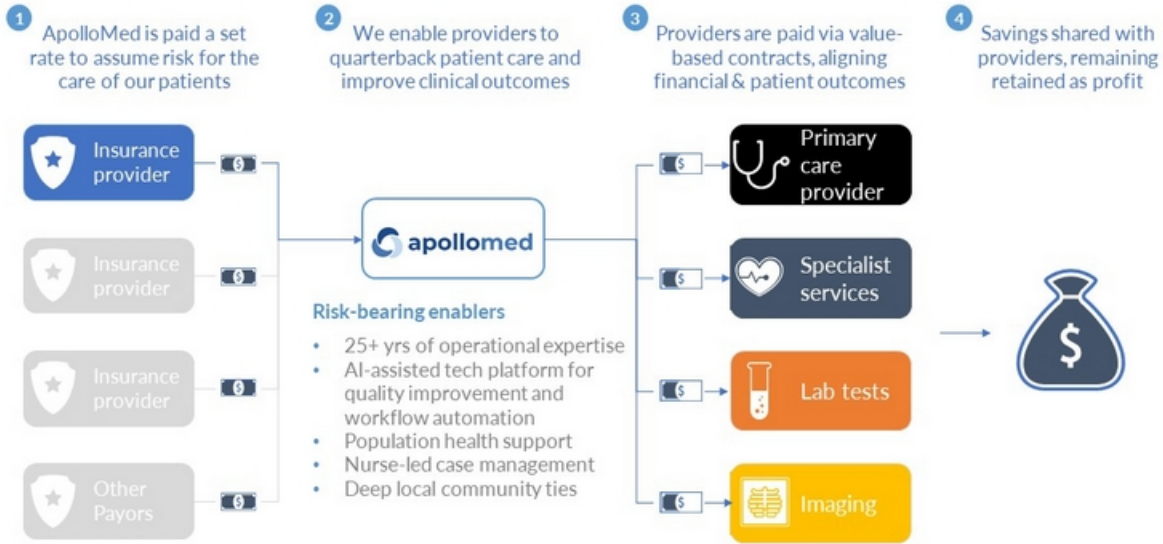 1
ApolloMed is paid a set
rate to assume risk for the
care of our patients
2
We enable providers to
quarterback patient care and
improve clinical outcomes
3
Providers are paid via value-
based contracts, aligning
financial & patient outcomes
4
Savings shared with
providers, remaining
retained as profit
Insurance
provider
$
Insurance
provider
$
Insurance
provider
$
Other
Payors
$
apollomed
Risk-bearing enablers
• 25+ yrs of operational expertise
• AI-assisted tech platform for
quality improvement and
workflow automation
• Population health support
• Nurse-led case management
• Deep local community ties
$
Primary
care
provider
$
Specialist
services
$
Lab tests
$
Imaging
$